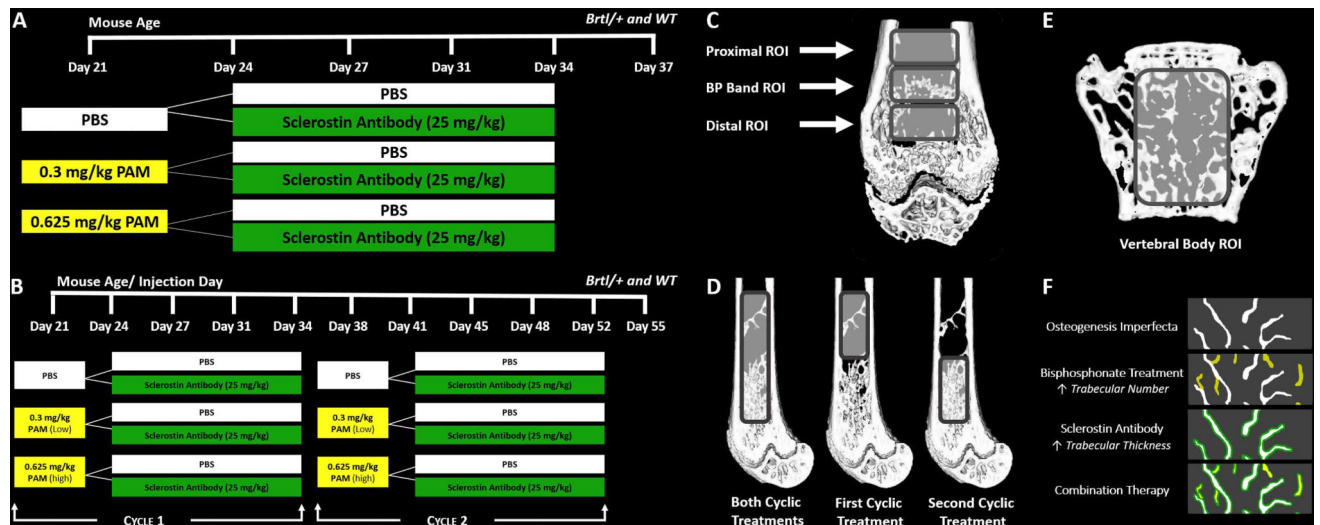 A
Mouse Age
Brtl/+ and WT
Day 21
Day 24
Day 27
Day 31
Day 34
Day 37
PBS
PBS
Sclerostin Antibody (25 mg/kg)
0.3 mg/kg PAM
PBS
Sclerostin Antibody (25 mg/kg)
0.625 mg/kg PAM
PBS
Sclerostin Antibody (25 mg/kg)
B
Mouse Age/ Injection Day
Brtl/+ and WT
Day 21
Day 24
Day 27
Day 31
Day 34
Day 38
Day 41
Day 45
Day 48
Day 52
Day 55
PBS
PBS
Sclerostin Antibody (25 mg/kg)
PBS
PBS
Sclerostin Antibody (25 mg/kg)
0.3 mg/kg
PAM (Low)
PBS
Sclerostin Antibody (25 mg/kg)
0.3 mg/kg
PAM (Low)
PBS
Sclerostin Antibody (25 mg/kg)
0.625 mg/kg
PAM (high)
PBS
Sclerostin Antibody (25 mg/kg)
0.625 mg/kg
PAM (high)
PBS
Sclerostin Antibody (25 mg/kg)
CYCLE 1
CYCLE 2
C
Proximal ROI
BP Band ROI
Distal ROI
D
Both Cyclic
Treatments
First Cyclic
Treatment
Second Cyclic
Treatment
E
Vertebral Body ROI
F
Osteogenesis Imperfecta
Bisphosphonate Treatment
↑ Trabecular Number
Sclerostin Antibody
↑ Trabecular Thickness
Combination Therapy